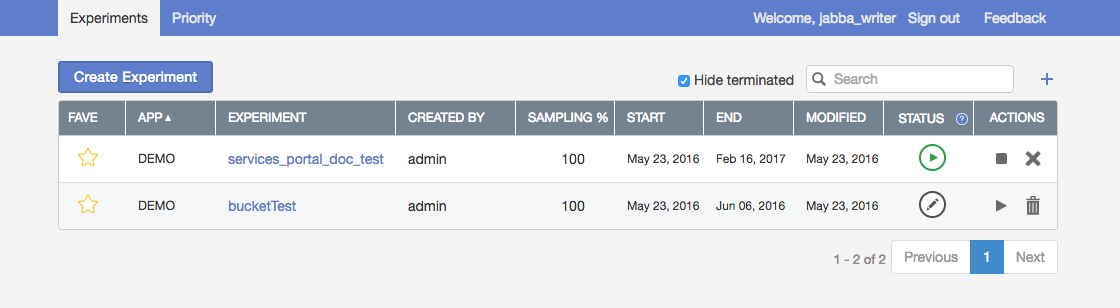 Experiments Priority Welcome, jabba_writer Sign out Feedback
Create Experiment Hide terminated Search +
FAVE APP▲ EXPERIMENT CREATED BY SAMPLING % START END MODIFIED STATUS ? ACTIONS
DEMO services_portal_doc_test admin 100 May 23, 2016 Feb 16, 2017 May 23, 2016
DEMO bucketTest admin 100 May 23, 2016 Jun 06, 2016 May 23, 2016
1 - 2 of 2 Previous 1 Next